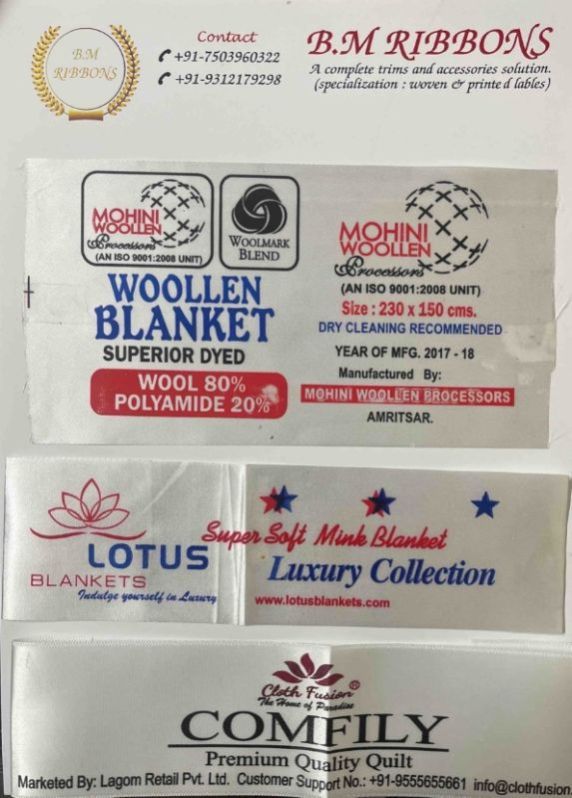 B.M
RIBBONS
Contact
+91-7503960322
+91-9312179298
B.M RIBBONS
A complete trims and accessories solution.
(specialization : woven & printed lables)
MOHINI
WOOLLEN
Processors
(AN ISO 9001:2008 UNIT)
WOOLMARK
BLEND
WOOLLEN
BLANKET
SUPERIOR DYED
WOOL 80%
POLYAMIDE 20%
MOHINI
WOOLLEN
Processors
(AN ISO 9001:2008 UNIT)
Size : 230 x 150 cms.
DRY CLEANING RECOMMENDED
YEAR OF MFG. 2017 - 18
Manufactured By:
MOHINI WOOLLEN PROCESSORS
AMRITSAR.
LOTUS
BLANKETS
Indulge yourself in Luxury
Super Soft Mink Blanket
Luxury Collection
www.lotusblankets.com
Cloth Fusion®
The Home of Paradise
COMFILY
Premium Quality Quilt
Marketed By: Lagom Retail Pvt. Ltd. Customer Support No.: +91-9555655661 info@clothfusion.